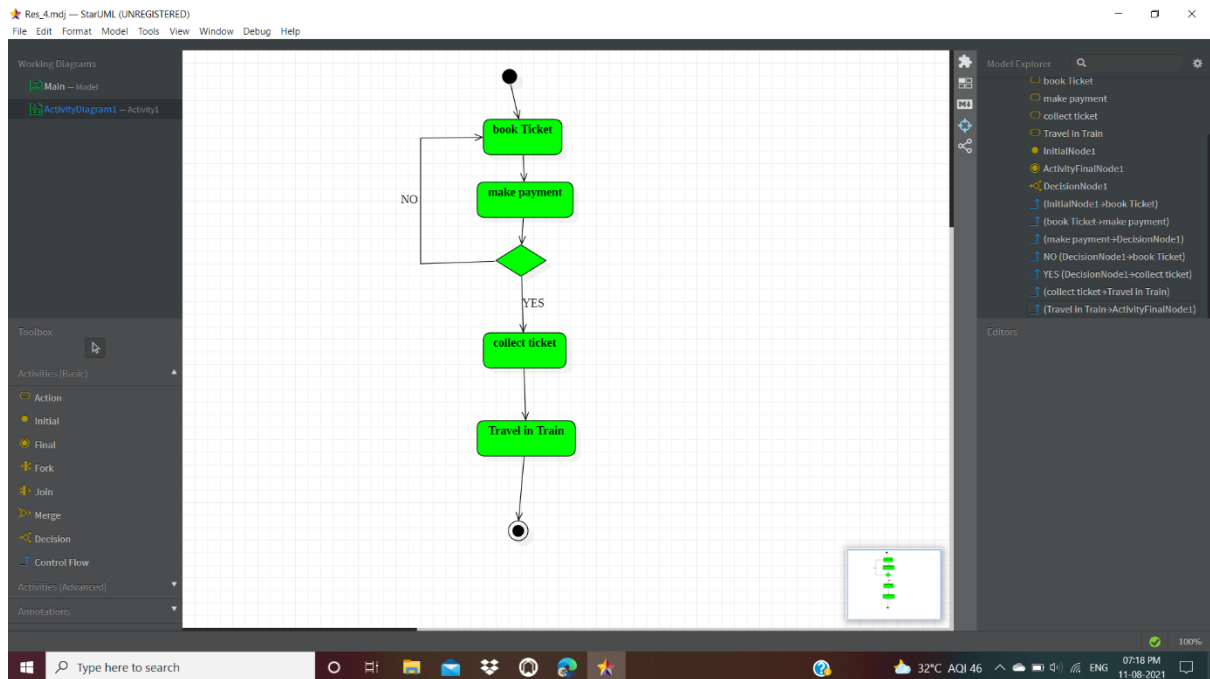 Res_4.mdj — StarUML (UNREGISTERED)
File Edit Format Model Tools View Window Debug Help
Working Diagrams
Main — Model
ActivityDiagram1 — Activity1
Toolbox
Activities (Basic)
Action
Initial
Final
Fork
Join
Merge
Decision
Control Flow
Activities (Advanced)
Annotations
book Ticket
make payment
NO
YES
collect ticket
Travel in Train
M↓
Model Explorer
book Ticket
make payment
collect ticket
Travel in Train
InitialNode1
ActivityFinalNode1
DecisionNode1
(InitialNode1→book Ticket)
(book Ticket→make payment)
(make payment→DecisionNode1)
NO (DecisionNode1→book Ticket)
YES (DecisionNode1→collect ticket)
(collect ticket→Travel in Train)
(Travel in Train→ActivityFinalNode1)
Editors
100%
Type here to search
32°C AQI 46
ENG
07:18 PM
11-08-2021